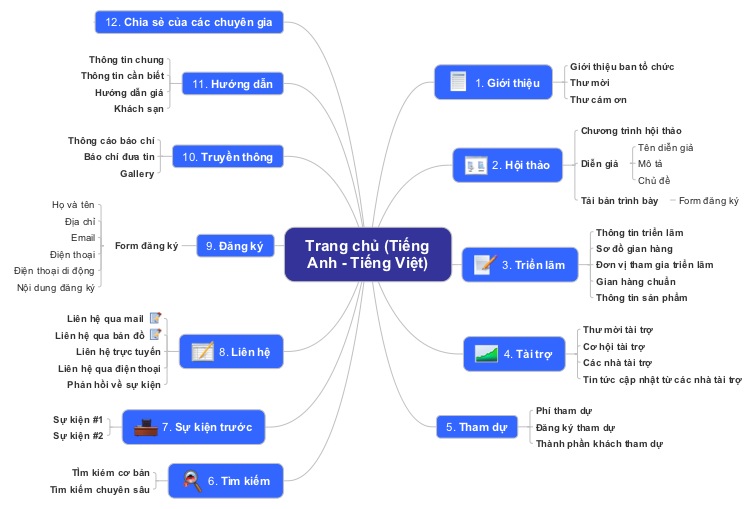 Trang chủ (Tiếng
Anh - Tiếng Việt)
1. Giới thiệu
Giới thiệu ban tổ chức
Thư mời
Thư cảm ơn
2. Hội thảo
Chương trình hội thảo
Diễn giả
Tên diễn giả
Mô tả
Chủ đề
Tải bản trình bày
Form đăng ký
3. Triển lãm
Thông tin triển lãm
Sơ đồ gian hàng
Đơn vị tham gia triển lãm
Gian hàng chuẩn
Thông tin sản phẩm
4. Tài trợ
Thư mời tài trợ
Cơ hội tài trợ
Các nhà tài trợ
Tin tức cập nhật từ các nhà tài trợ
5. Tham dự
Phí tham dự
Đăng ký tham dự
Thành phần khách tham dự
6. Tìm kiếm
Tìm kiếm cơ bản
Tìm kiếm chuyên sâu
7. Sự kiện trước
Sự kiện #1
Sự kiện #2
8. Liên hệ
Liên hệ qua mail
Liên hệ qua bản đồ
Liên hệ trực tuyến
Liên hệ qua điện thoại
Phản hồi về sự kiện
9. Đăng ký
Form đăng ký
Họ và tên
Địa chỉ
Email
Điện thoại
Điện thoại di động
Nội dung đăng ký
10. Truyền thông
Thông cáo báo chí
Báo chí đưa tin
Gallery
11. Hướng dẫn
Thông tin chung
Thông tin cần biết
Hướng dẫn giá
Khách sạn
12. Chia sẻ của các chuyên gia